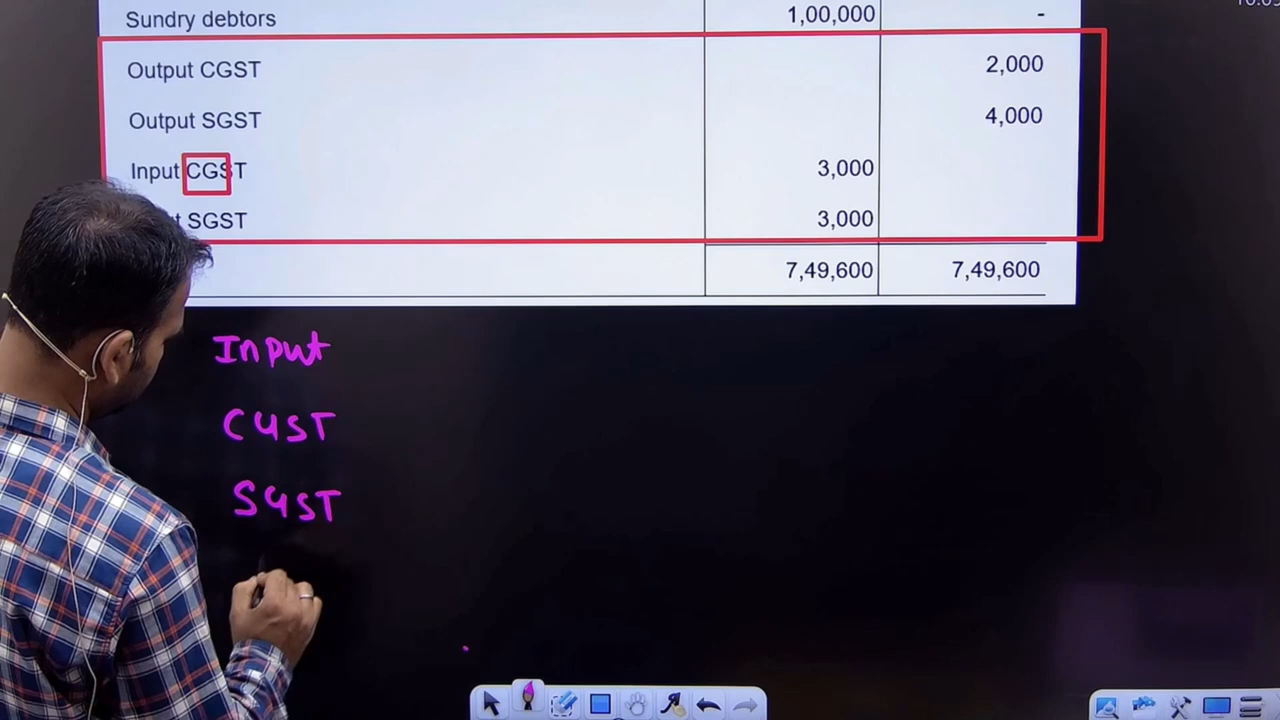 Sundry debtors 1,00,000 -
Output CGST 2,000
Output SGST 4,000
Input CGST 3,000
SGST 3,000
7,49,600 7,49,600
Input
CGST
SGST